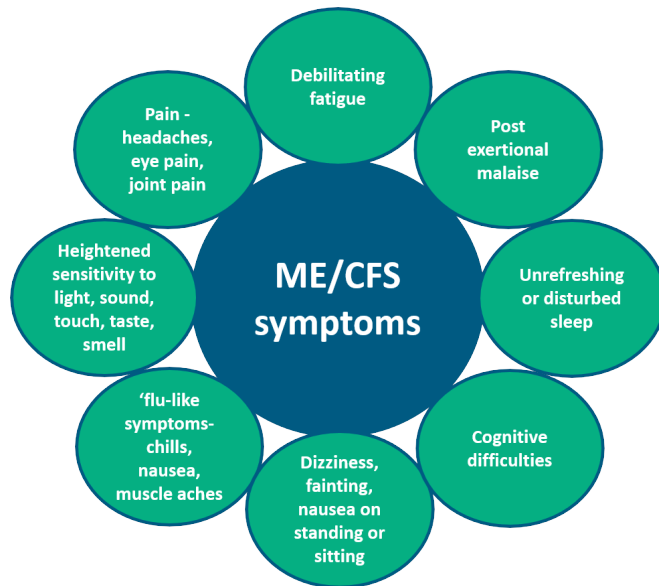 Debilitating
fatigue
Post
exertional
malaise
Unrefreshing
or disturbed
sleep
Cognitive
difficulties
Dizziness,
fainting,
nausea on
standing or
sitting
‘flu-like
symptoms-
chills,
nausea,
muscle aches
Heightened
sensitivity to
light, sound,
touch, taste,
smell
Pain -
headaches,
eye pain,
joint pain
ME/CFS
symptoms